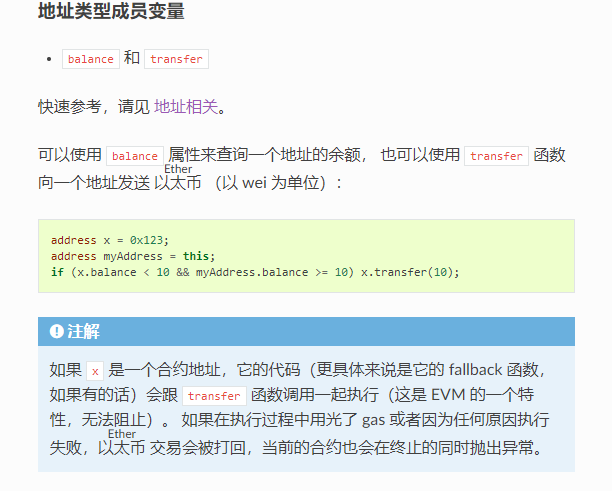 地址类型成员变量
• balance 和 transfer
快速参考，请见 地址相关。
可以使用 balance 属性来查询一个地址的余额， 也可以使用 transfer 函数
Ether
向一个地址发送 以太币 （以 wei 为单位）：
address x = 0x123;
address myAddress = this;
if (x.balance < 10 && myAddress.balance >= 10) x.transfer(10);
注解
如果 x 是一个合约地址，它的代码（更具体来说是它的 fallback 函数，
如果有的话）会跟 transfer 函数调用一起执行（这是 EVM 的一个特
性，无法阻止）。 如果在执行过程中用光了 gas 或者因为任何原因执行
Ether
失败，以太币 交易会被打回，当前的合约也会在终止的同时抛出异常。